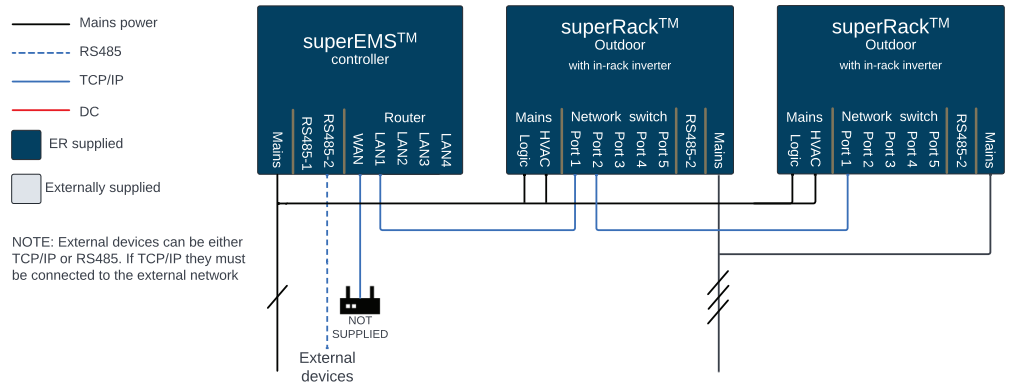 Mains power
RS485
TCP/IP
DC
ER supplied
Externally supplied
NOTE: External devices can be either
TCP/IP or RS485. If TCP/IP they must
be connected to the external network
superEMS™
controller
Router
Mains
RS485-1
RS485-2
WAN
LAN1
LAN2
LAN3
LAN4
NOT
SUPPLIED
External
devices
superRack™
Outdoor
with in-rack inverter
Mains
Network switch
Logic
HVAC
Port 1
Port 2
Port 3
Port 4
Port 5
RS485-2
Mains
superRack™
Outdoor
with in-rack inverter
Mains
Network switch
Logic
HVAC
Port 1
Port 2
Port 3
Port 4
Port 5
RS485-2
Mains